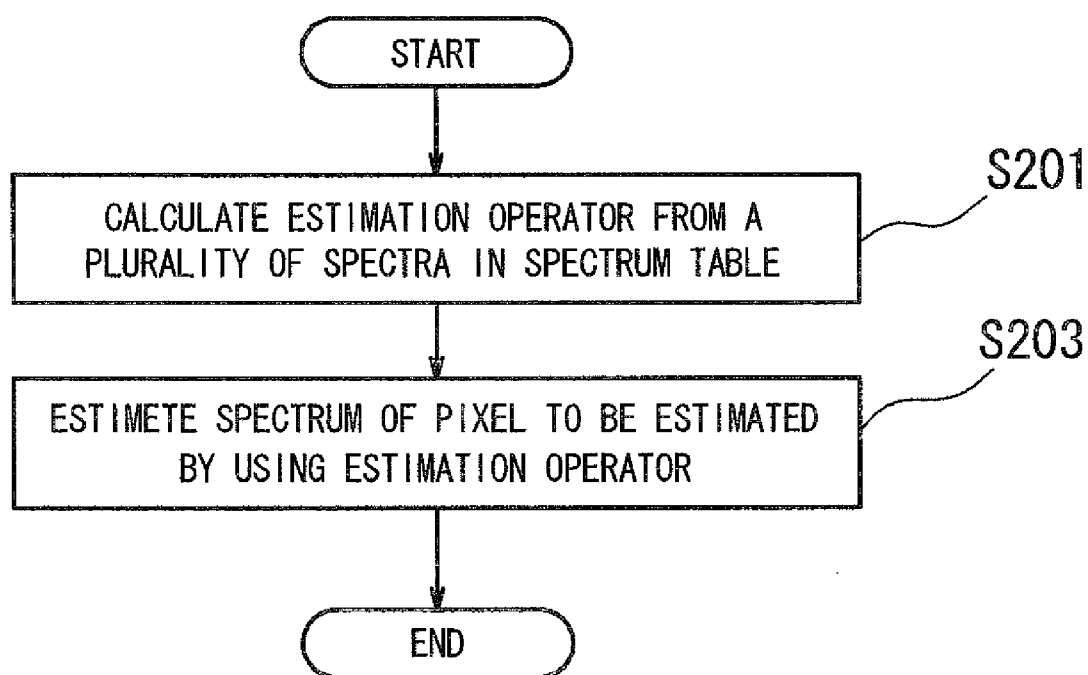 START
S201
CALCULATE ESTIMATION OPERATOR FROM A
PLURALITY OF SPECTRA IN SPECTRUM TABLE
S203
ESTIMETE SPECTRUM OF PIXEL TO BE ESTIMATED
BY USING ESTIMATION OPERATOR
END